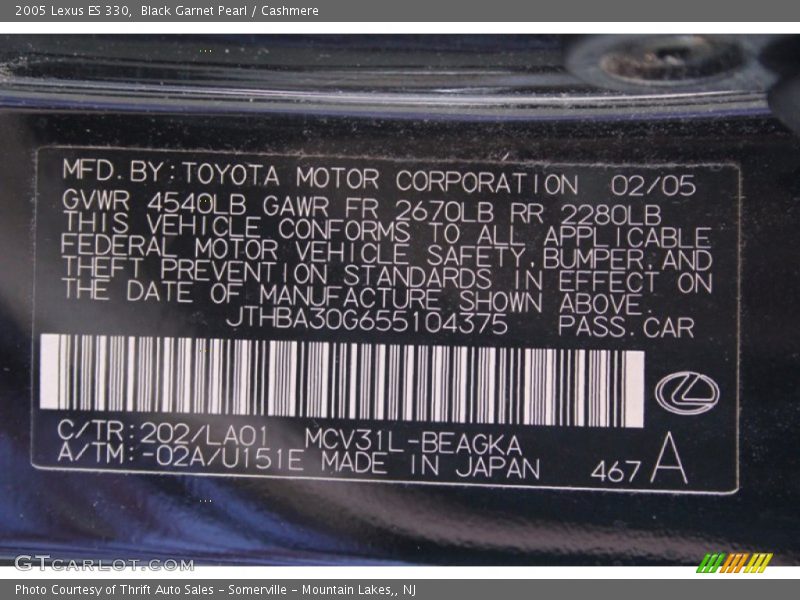 2005 Lexus ES 330, Black Garnet Pearl / Cashmere
MFD. BY: TOYOTA MOTOR CORPORATION 02/05
GVWR 4540LB GAWR FR 2670LB RR 2280LB
THIS VEHICLE CONFORMS TO ALL APPLICABLE
FEDERAL MOTOR VEHICLE SAFETY, BUMPER, AND
THEFT PREVENTION STANDARDS IN EFFECT ON
THE DATE OF MANUFACTURE SHOWN ABOVE.
JTHBA30G655104375 PASS. CAR
C/TR: 202/LA01 MCV31L-BEAGKA
A/TM: -02A/U151E MADE IN JAPAN 467 A
GTCARLOT.COM
Photo Courtesy of Thrift Auto Sales - Somerville - Mountain Lakes,, NJ